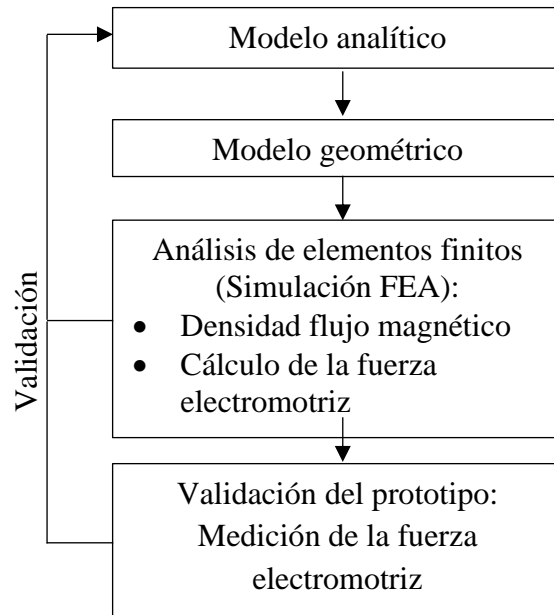 Modelo analítico
Modelo geométrico
Análisis de elementos finitos
(Simulación FEA):
• Densidad flujo magnético
• Cálculo de la fuerza
electromotriz
Validación del prototipo:
Medición de la fuerza
electromotriz
Validación